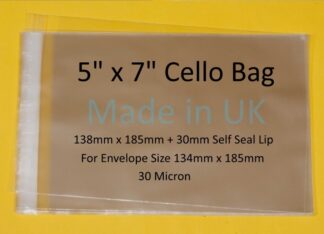 5" x 7" Cello Bag
Made in UK
138mm x 185mm + 30mm Self Seal Lip
For Envelope Size 134mm x 185mm
30 Micron